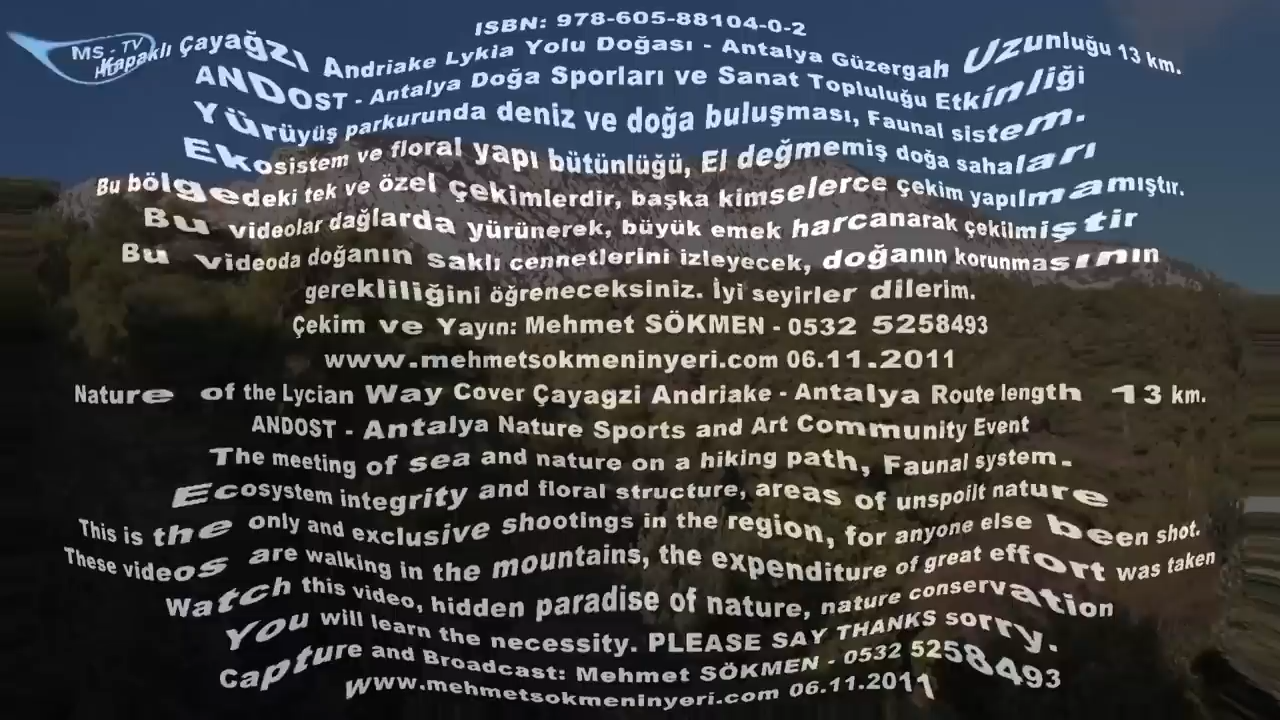 ISBN: 978-605-88104-0-2
MS - TV
Kapaklı Çayağzı Andriake Lykia Yolu Doğası - Antalya Güzergah Uzunluğu 13 km.
ANDOST - Antalya Doğa Sporları ve Sanat Topluluğu Etkinliği
Yürüyüş parkurunda deniz ve doğa buluşması, Faunal sistem.
Ekosistem ve floral yapı bütünlüğü, El değmemiş doğa sahaları
Bu bölgedeki tek ve özel çekimlerdir, başka kimselerce çekim yapılmamıştır.
Bu videolar dağlarda yürünerek, büyük emek harcanarak çekilmiştir
Bu videoda doğanın saklı cennetlerini izleyecek, doğanın korunmasının
gerekliliğini öğreneceksiniz. İyi seyirler dilerim.
Çekim ve Yayın: Mehmet SÖKMEN - 0532 5258493
www.mehmetsokmeninyeri.com 06.11.2011
Nature of the Lycian Way Cover Çayagzi Andriake - Antalya Route length 13 km.
ANDOST - Antalya Nature Sports and Art Community Event
The meeting of sea and nature on a hiking path, Faunal system.
Ecosystem integrity and floral structure, areas of unspoilt nature
This is the only and exclusive shootings in the region, for anyone else been shot.
These videos are walking in the mountains, the expenditure of great effort was taken
Watch this video, hidden paradise of nature, nature conservation
You will learn the necessity. PLEASE SAY THANKS sorry.
Capture and Broadcast: Mehmet SÖKMEN - 0532 5258493
www.mehmetsokmeninyeri.com 06.11.2011